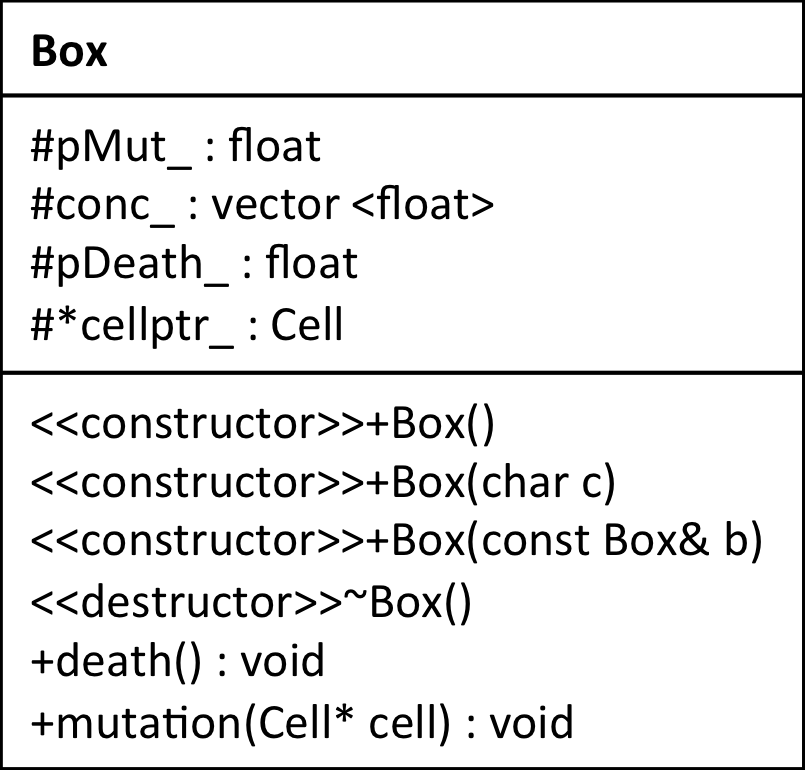 Box
#pMut_ : float
#conc_ : vector <float>
#pDeath_ : float
#*cellptr_ : Cell
<<constructor>>+Box()
<<constructor>>+Box(char c)
<<constructor>>+Box(const Box& b)
<<destructor>>~Box()
+death() : void
+mutation(Cell* cell) : void